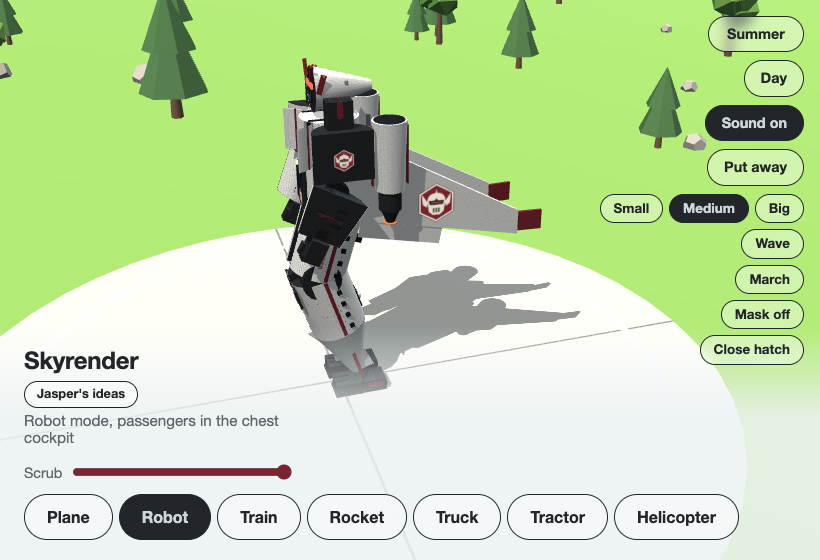 Summer
Day
Sound on
Put away
Small Medium Big
Wave
March
Mask off
Close hatch
Skyrender
Jasper's ideas
Robot mode, passengers in the chest
cockpit
Scrub
Plane Robot Train Rocket Truck Tractor Helicopter